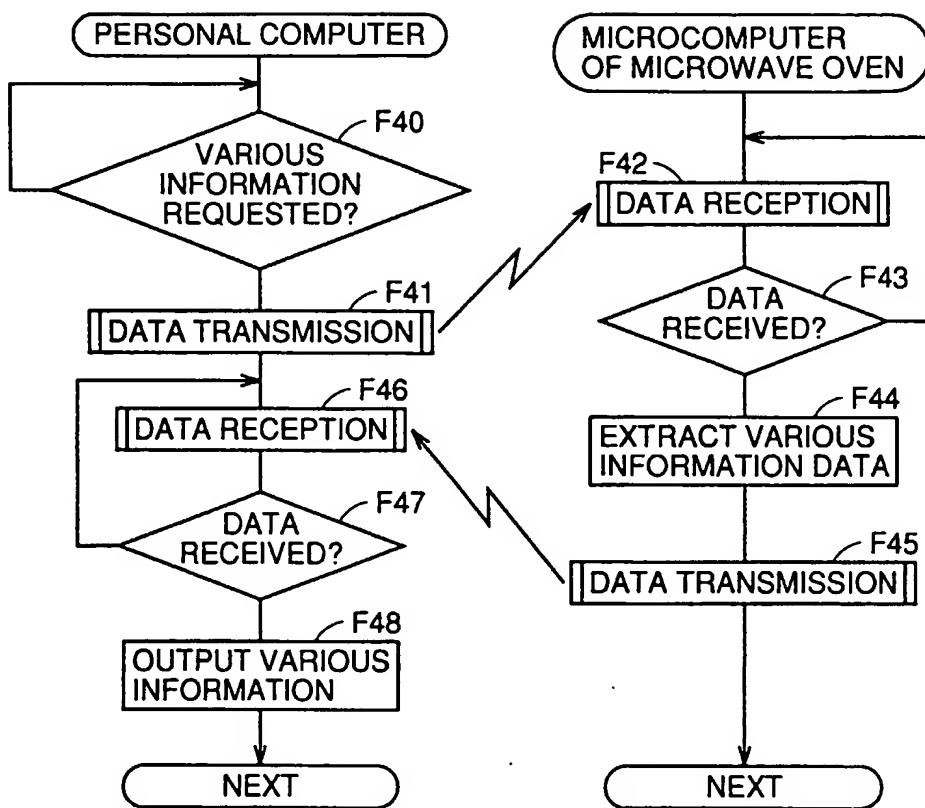 PERSONAL COMPUTER
F40
VARIOUS
INFORMATION
REQUESTED?
F41
DATA TRANSMISSION
F46
DATA RECEPTION
F47
DATA
RECEIVED?
F48
OUTPUT VARIOUS
INFORMATION
NEXT
MICROCOMPUTER
OF MICROWAVE OVEN
F42
DATA RECEPTION
F43
DATA
RECEIVED?
F44
EXTRACT VARIOUS
INFORMATION DATA
F45
DATA TRANSMISSION
NEXT